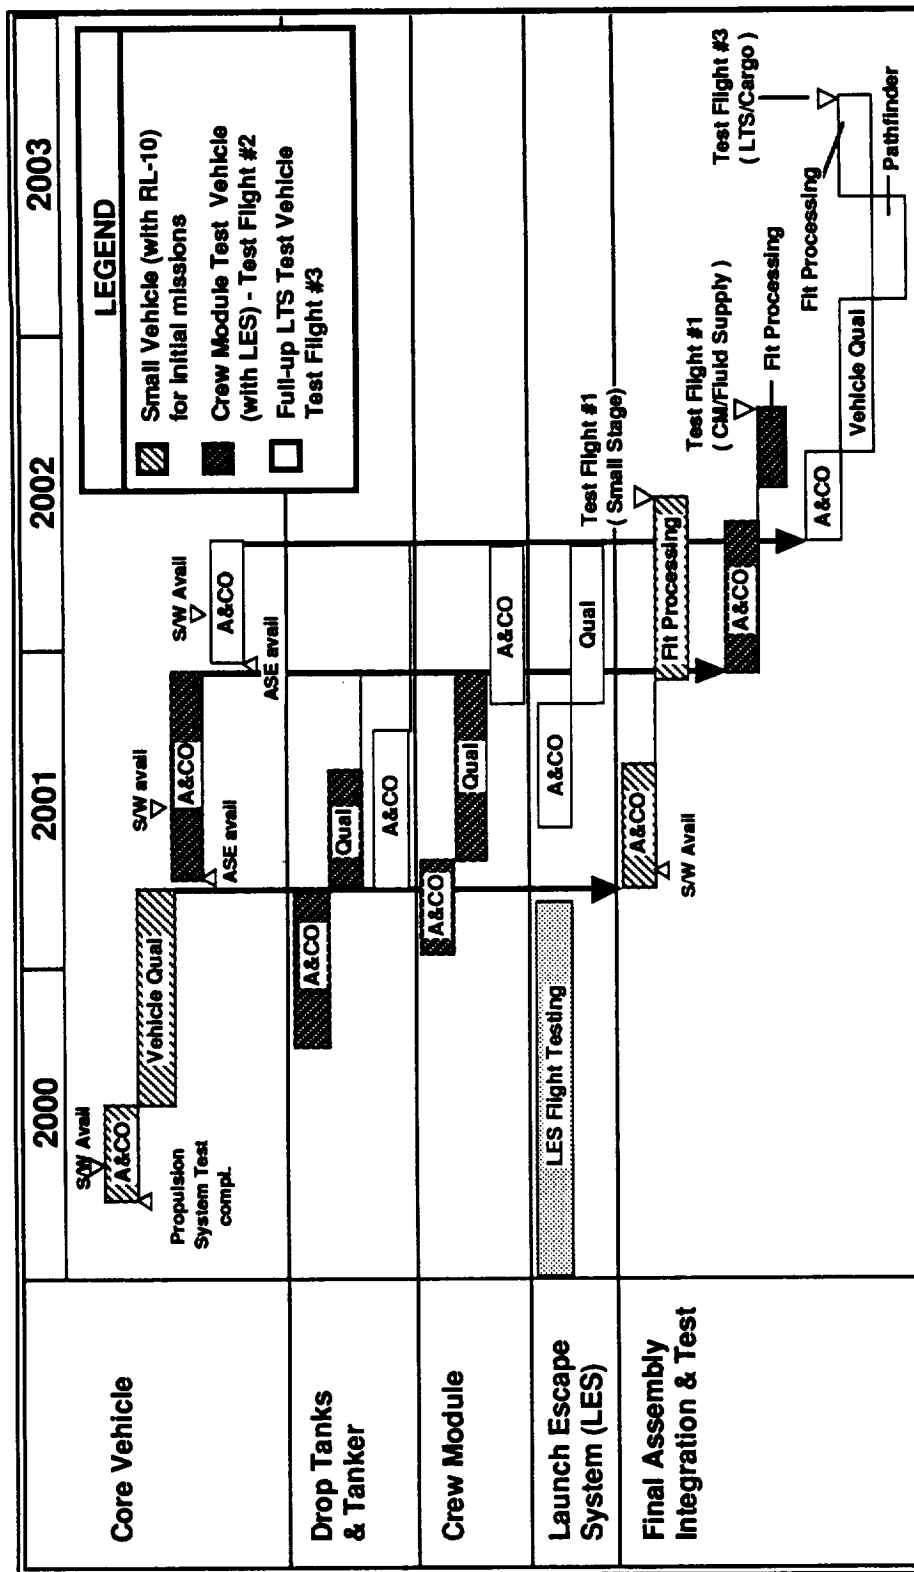 2000
2001
2002
2003
LEGEND
Small Vehicle (with RL-10)
for initial missions
Crew Module Test Vehicle
(with LES) - Test Flight #2
Full-up LTS Test Vehicle
Test Flight #3
Core Vehicle
S/W Avail
A&CO
Propulsion
System Test
compl.
Vehicle Qual
S/W avail
A&CO
ASE avail
S/W Avail
A&CO
ASE avail
Drop Tanks
& Tanker
A&CO
Qual
A&CO
Crew Module
A&CO
Qual
A&CO
Launch Escape
System (LES)
LES Flight Testing
A&CO
Qual
Final Assembly
Integration & Test
A&CO
S/W Avail
Flt Processing
Test Flight #1
( Small Stage)
A&CO
Test Flight #1
( CM/Fluid Supply )
Flt Processing
A&CO
Vehicle Qual
Flt Processing
Test Flight #3
( LTS/Cargo )
Pathfinder